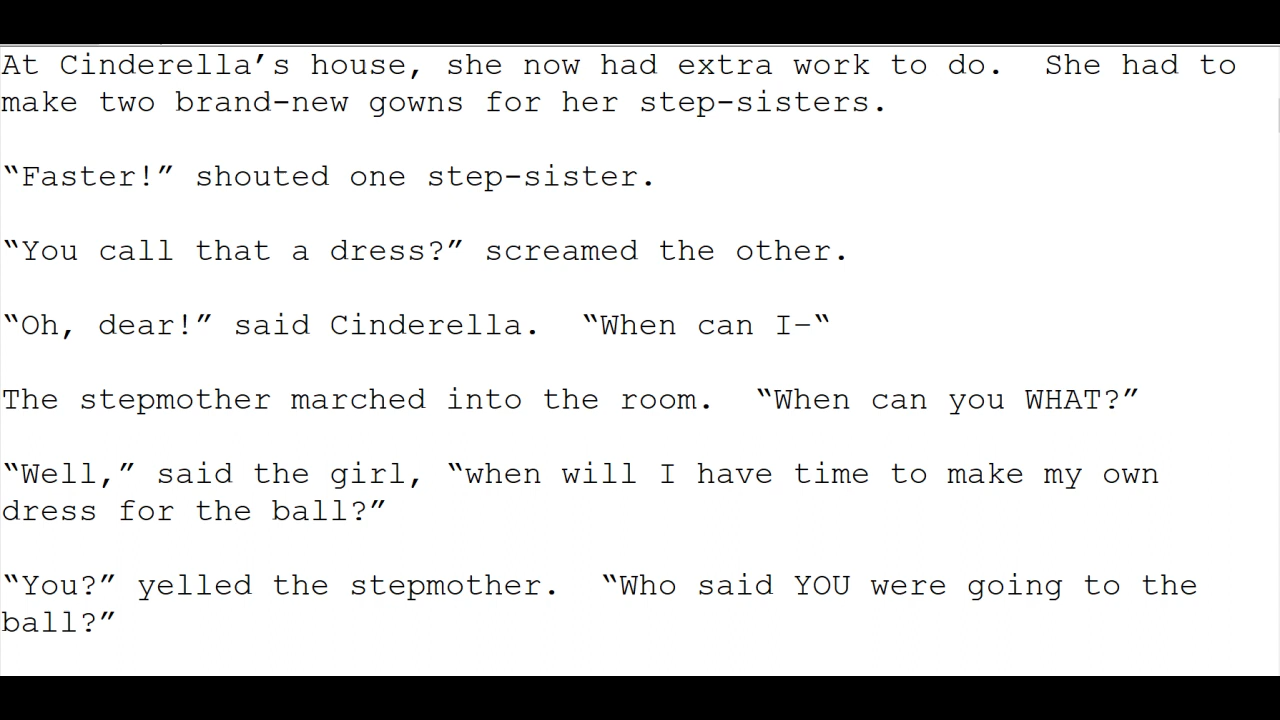 At Cinderella’s house, she now had extra work to do.  She had to
make two brand-new gowns for her step-sisters.
“Faster!” shouted one step-sister.
“You call that a dress?” screamed the other.
“Oh, dear!” said Cinderella.  “When can I–“
The stepmother marched into the room.  “When can you WHAT?”
“Well,” said the girl, “when will I have time to make my own
dress for the ball?”
“You?” yelled the stepmother.  “Who said YOU were going to the
ball?”